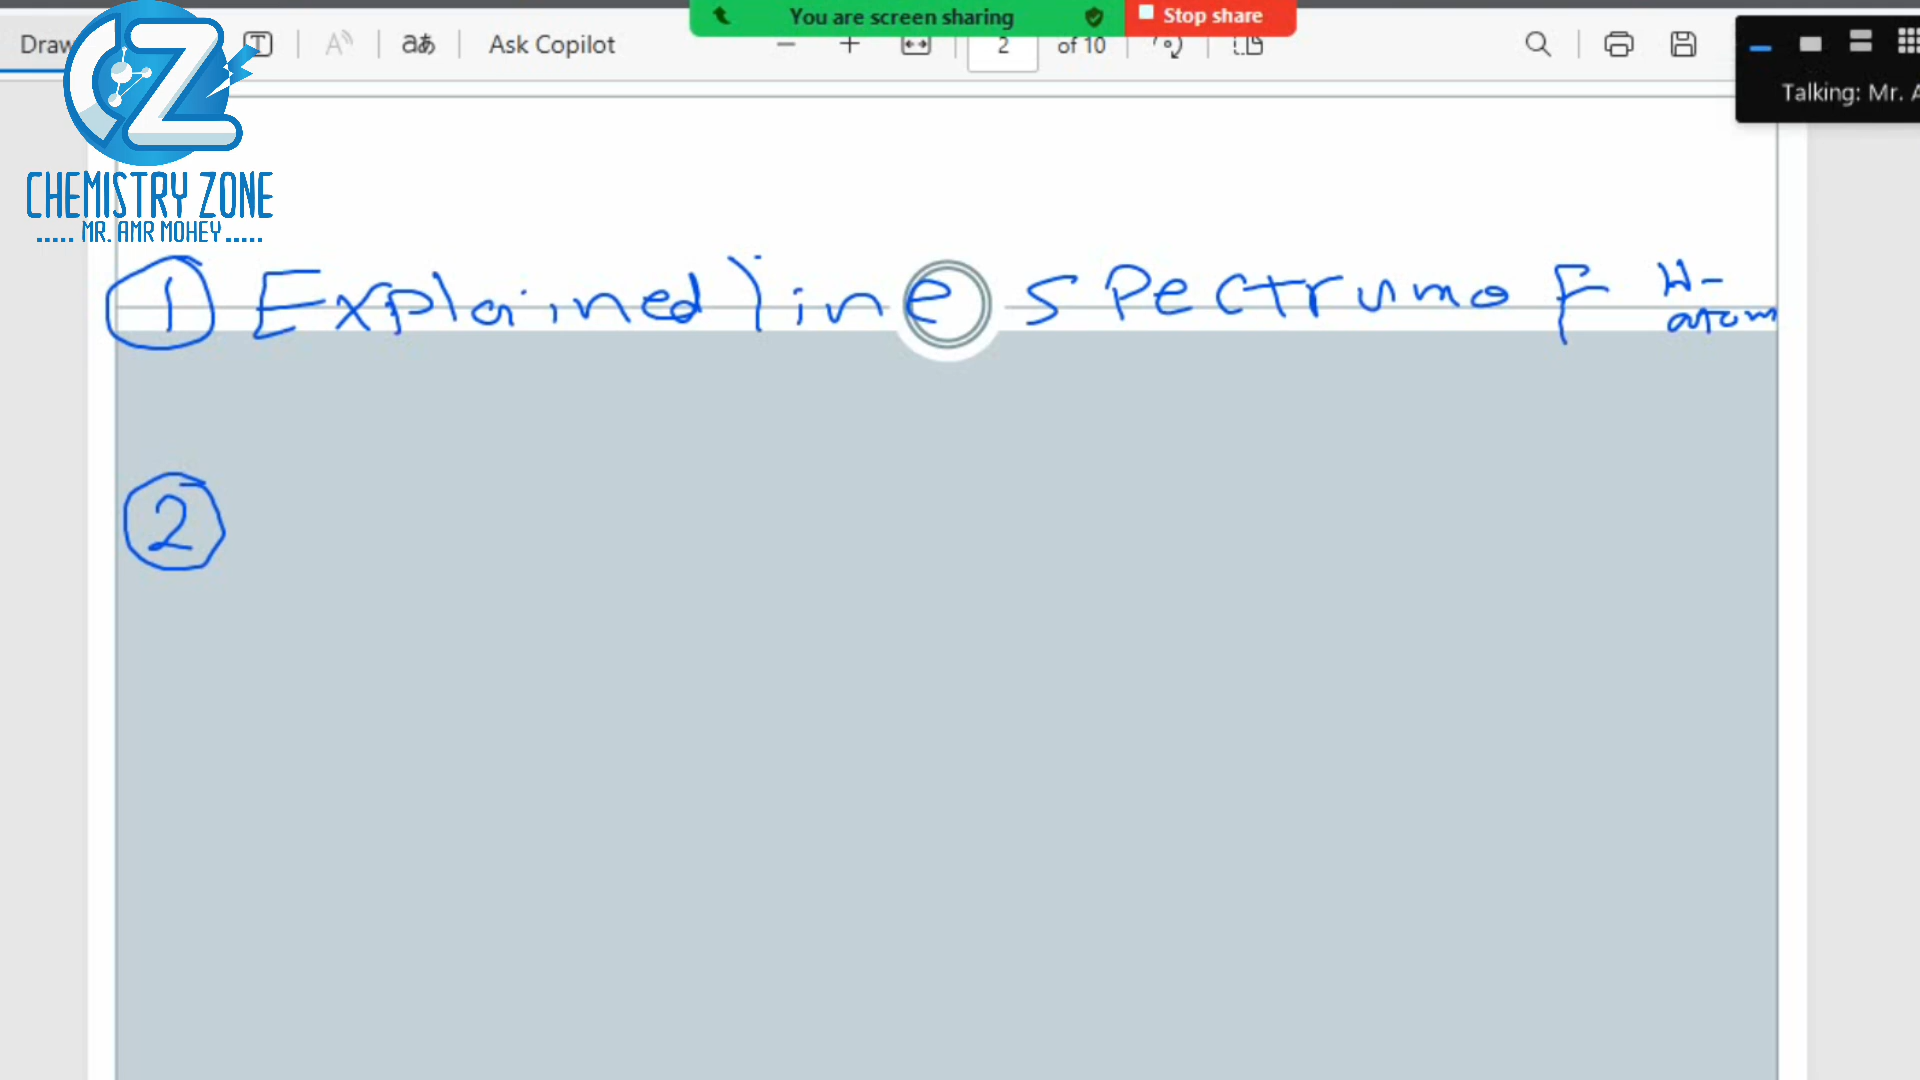 You are screen sharing
Stop share
Draw
T
aあ
Ask Copilot
2
of 10
Talking: Mr. A
CZ
CHEMISTRY ZONE
..... MR. AMR MOHEY .....
1 Explained line spectrum of H-
atom
2